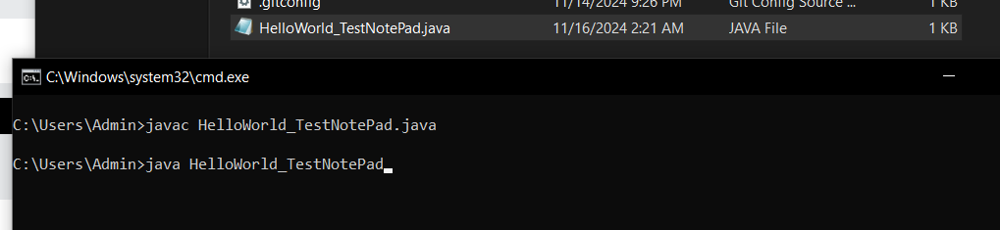 .gitconfig 11/14/2024 9:26 PM Git Config Source ... 1 KB
HelloWorld_TestNotePad.java 11/16/2024 2:21 AM JAVA File 1 KB
C:\Windows\system32\cmd.exe
C:\Users\Admin>javac HelloWorld_TestNotePad.java
C:\Users\Admin>java HelloWorld_TestNotePad